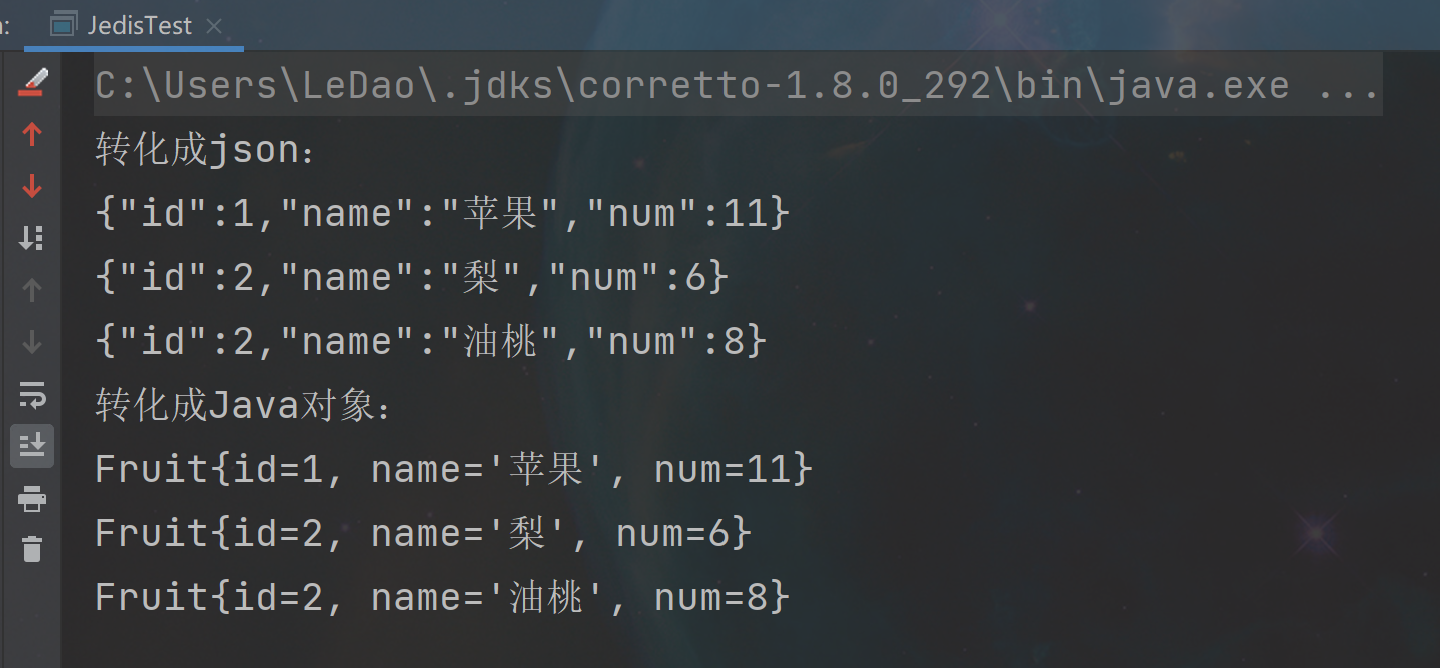 : JedisTest
C:\Users\LeDao\.jdks\corretto-1.8.0_292\bin\java.exe ...
转化成json：
{"id":1,"name":"苹果","num":11}
{"id":2,"name":"梨","num":6}
{"id":2,"name":"油桃","num":8}
转化成Java对象：
Fruit{id=1, name='苹果', num=11}
Fruit{id=2, name='梨', num=6}
Fruit{id=2, name='油桃', num=8}